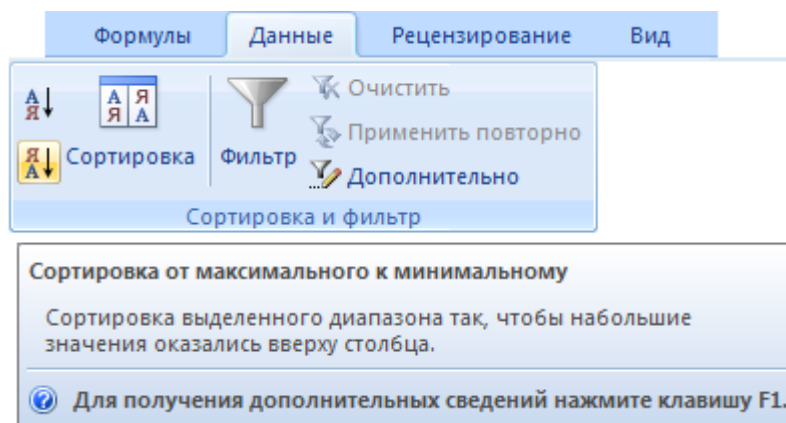 Формулы Данные Рецензирование Вид
А Я
А Я Я А
Очистить
Применить повторно
Я А Сортировка Фильтр
Дополнительно
Сортировка и фильтр
Сортировка от максимального к минимальному
Сортировка выделенного диапазона так, чтобы набольшие
значения оказались вверху столбца.
Для получения дополнительных сведений нажмите клавишу F1.